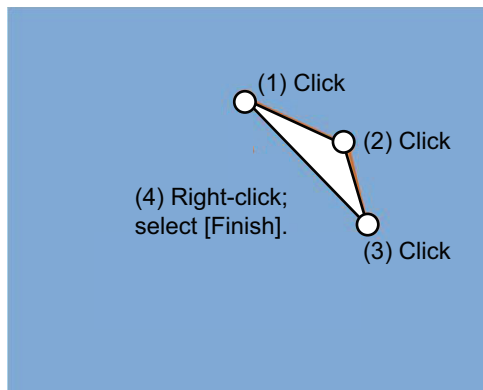 (1) Click
(2) Click
(4) Right-click;
select [Finish].
(3) Click